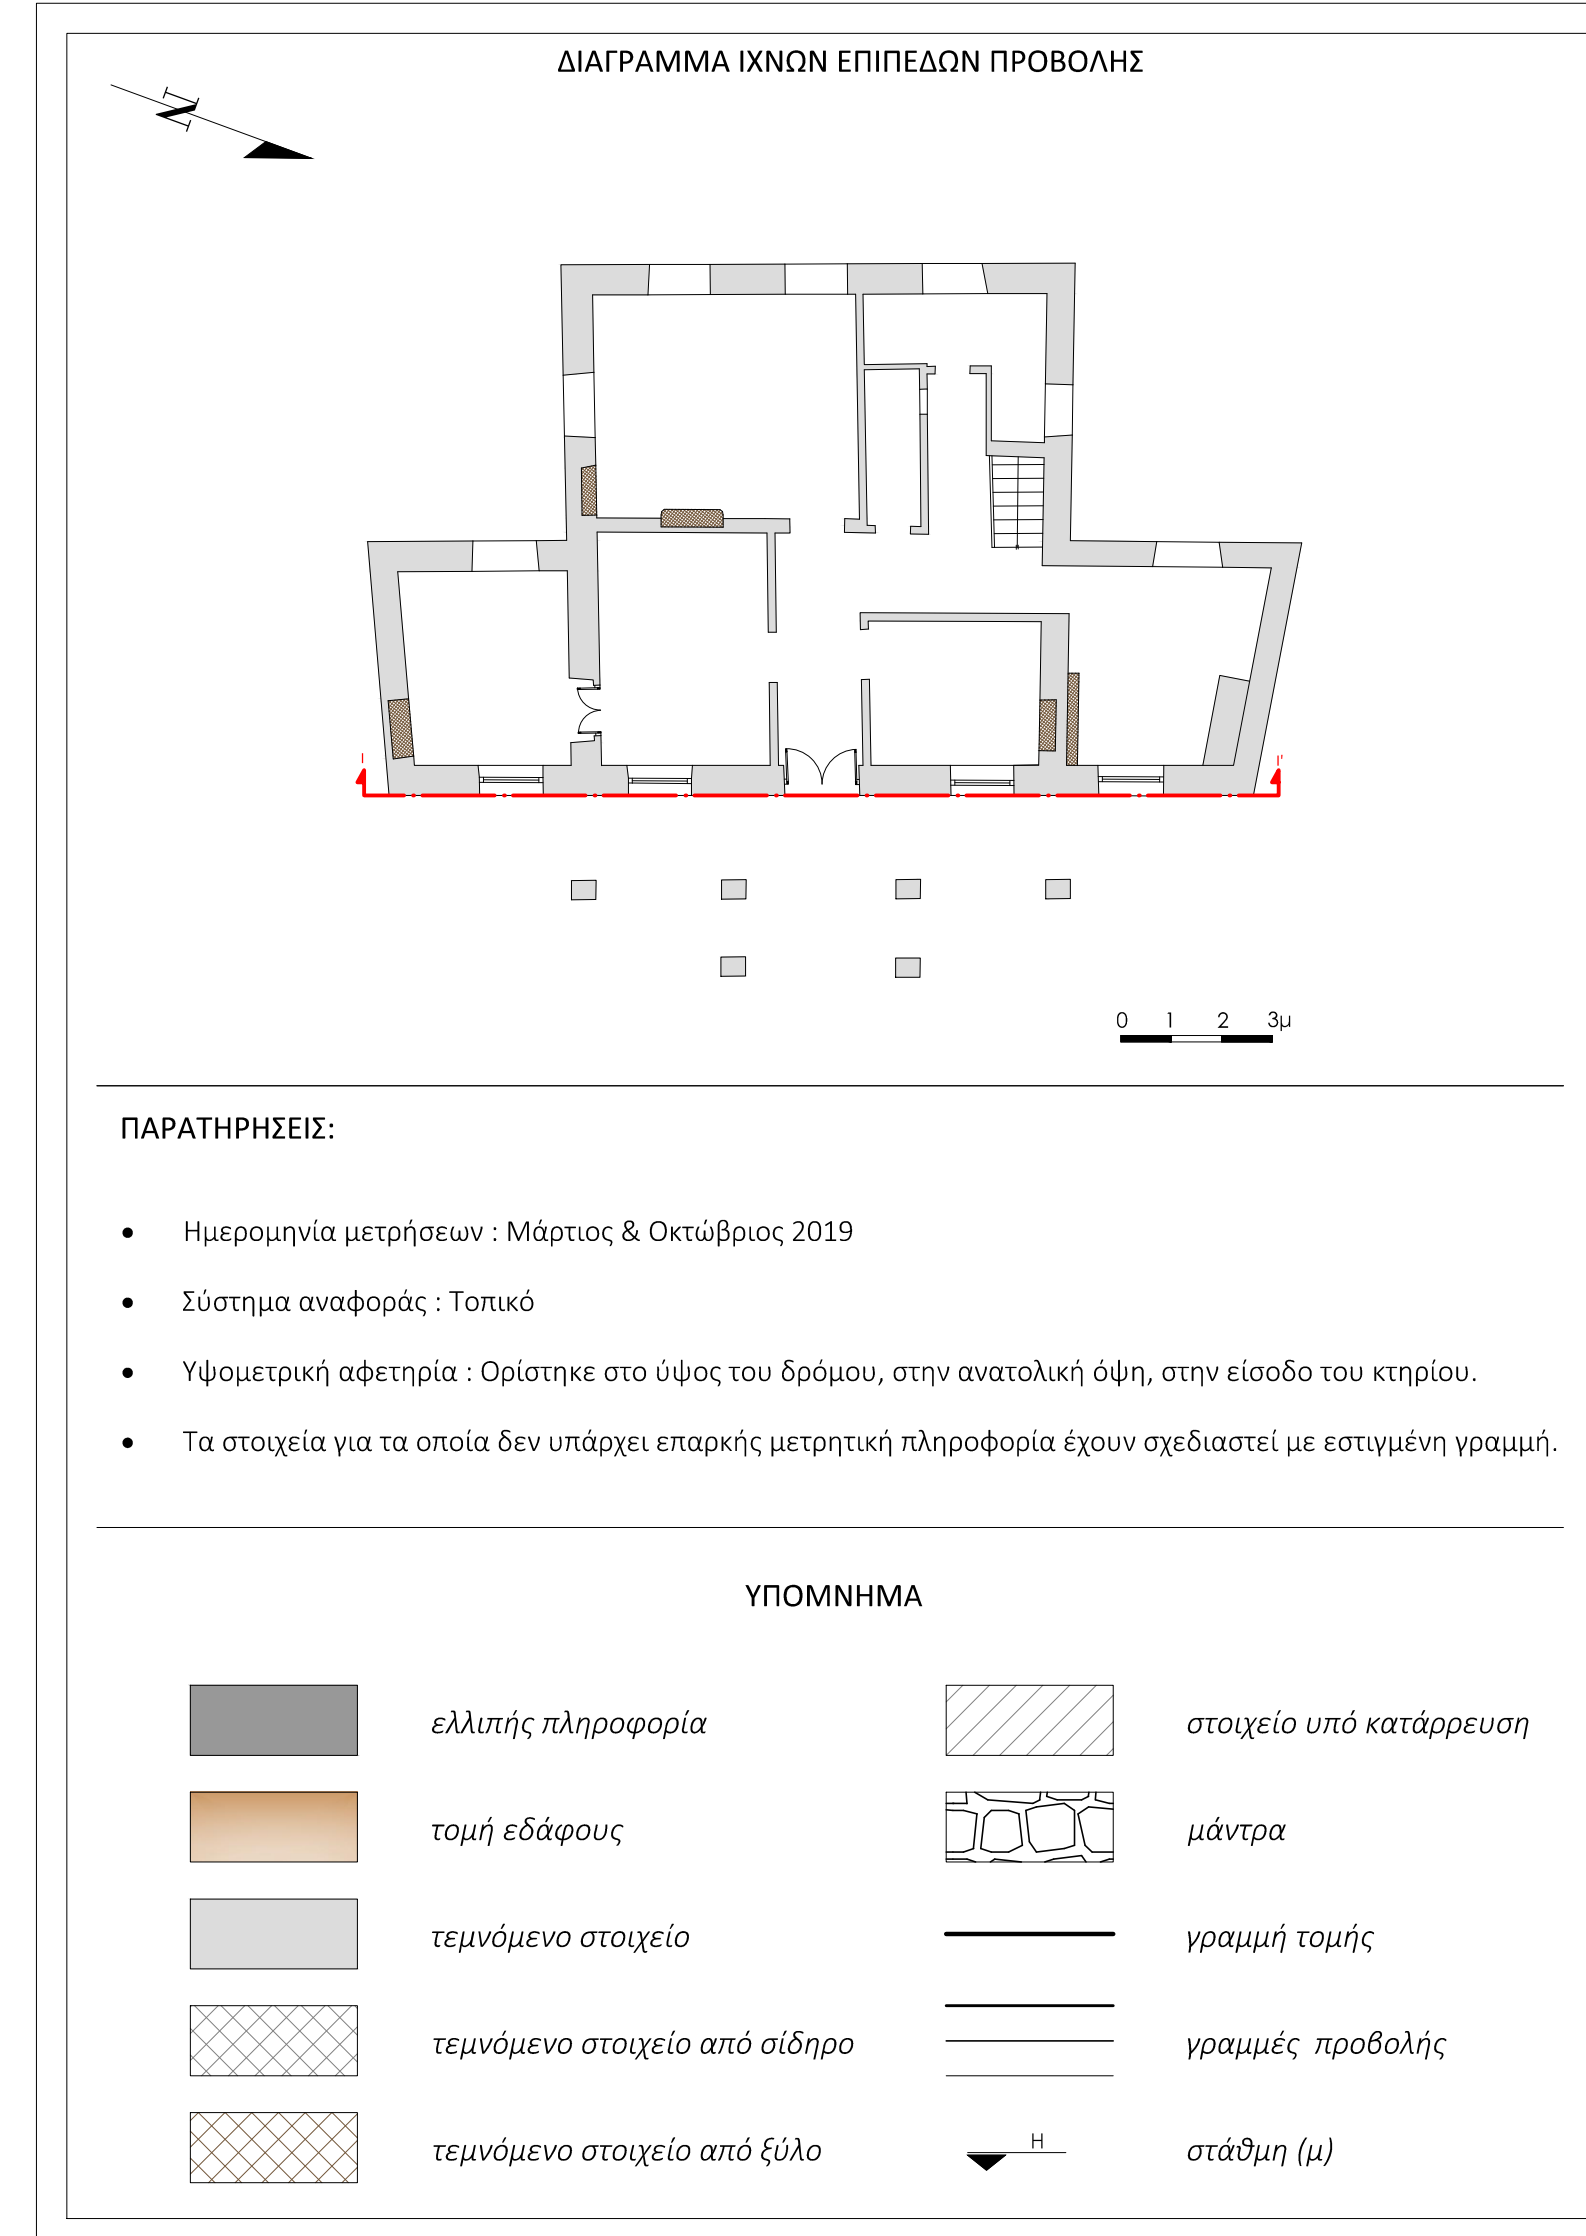 ΔΙΑΓΡΑΜΜΑ ΙΧΝΩΝ ΕΠΙΠΕΔΩΝ ΠΡΟΒΟΛΗΣ
N
I I'
0 1 2 3μ
ΠΑΡΑΤΗΡΗΣΕΙΣ:
• Ημερομηνία μετρήσεων : Μάρτιος & Οκτώβριος 2019
• Σύστημα αναφοράς : Τοπικό
• Υψομετρική αφετηρία : Ορίστηκε στο ύψος του δρόμου, στην ανατολική όψη, στην είσοδο του κτηρίου.
• Τα στοιχεία για τα οποία δεν υπάρχει επαρκής μετρητική πληροφορία έχουν σχεδιαστεί με εστιγμένη γραμμή.
ΥΠΟΜΝΗΜΑ
ελλιπής πληροφορία
στοιχείο υπό κατάρρευση
τομή εδάφους
μάντρα
τεμνόμενο στοιχείο
γραμμή τομής
τεμνόμενο στοιχείο από σίδηρο
γραμμές προβολής
τεμνόμενο στοιχείο από ξύλο
H
στάθμη (μ)